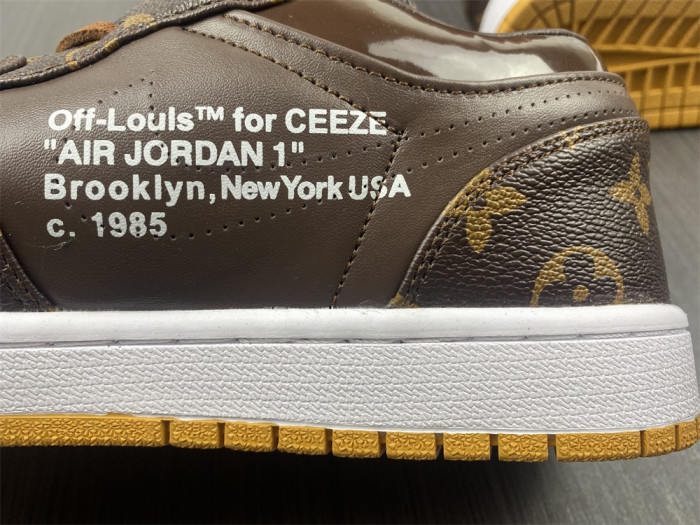 Off-Louis™ for CEEZE
"AIR JORDAN 1"
Brooklyn, New York USA
c. 1985